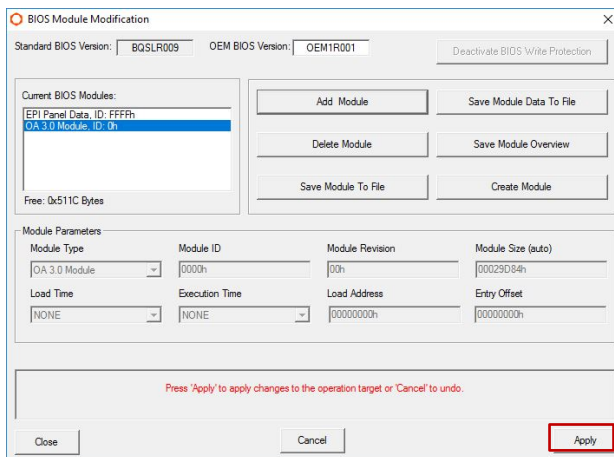 BIOS Module Modification
Standard BIOS Version: BQSLR009 OEM BIOS Version: OEM1R001 Deactivate BIOS Write Protection
Current BIOS Modules:
EPI Panel Data, ID: FFFFh
OA 3.0 Module, ID: 0h
Free: 0x511C Bytes
Add Module Save Module Data To File
Delete Module Save Module Overview
Save Module To File Create Module
Module Parameters
Module Type Module ID Module Revision Module Size (auto)
OA 3.0 Module 0000h 00h 00029D84h
Load Time Execution Time Load Address Entry Offset
NONE NONE 00000000h 00000000h
Press 'Apply' to apply changes to the operation target or 'Cancel' to undo.
Close Cancel Apply